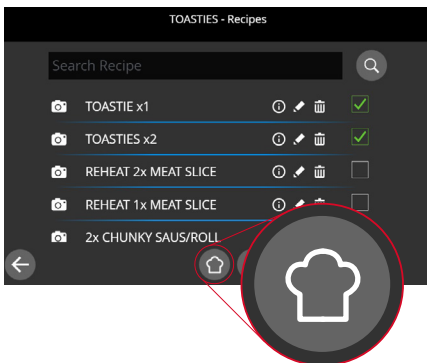 TOASTIES - Recipes
Search Recipe
TOASTIE x1
TOASTIES x2
REHEAT 2x MEAT SLICE
REHEAT 1x MEAT SLICE
2x CHUNKY SAUS/ROLL